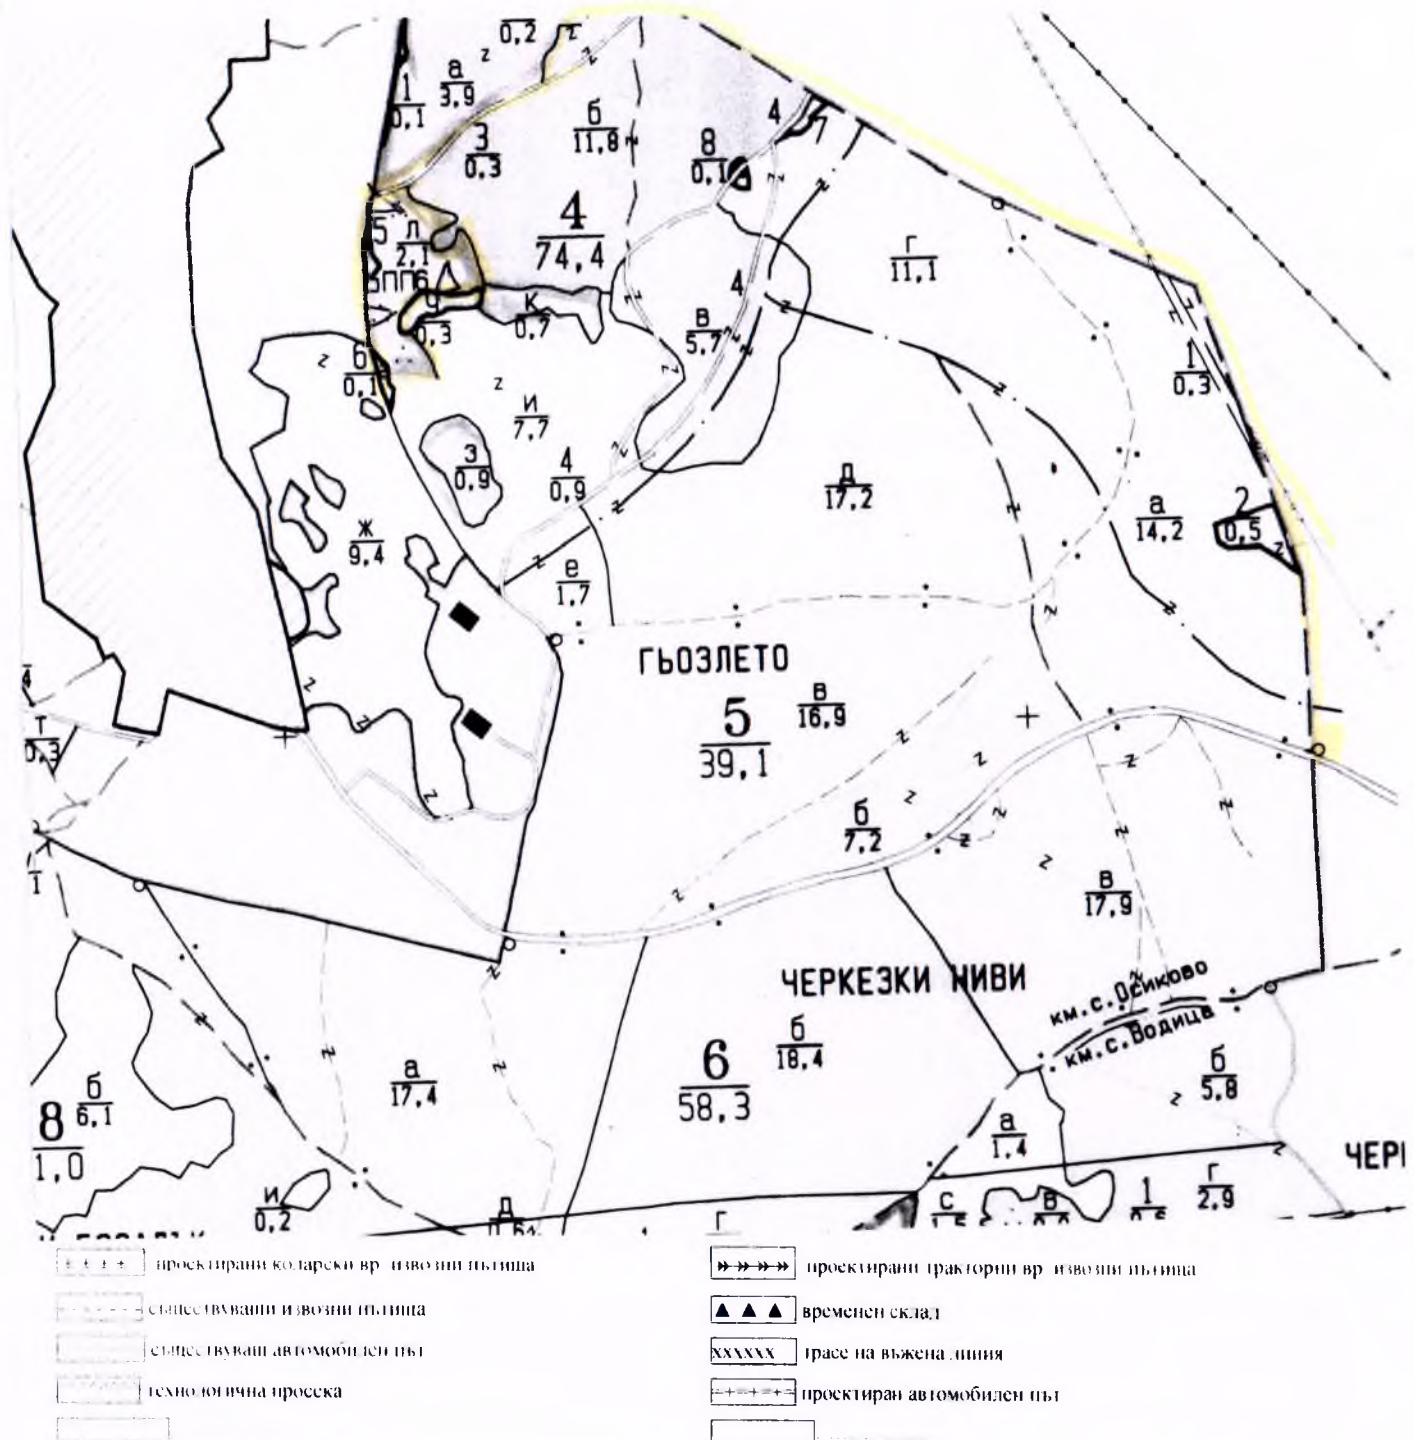 0,2
а
3,9
1
0,1
3
0,3
б
11,8
8
0,1
4
7
4
74,4
5
л
2,1
г
11,1
4
к
0,7
0,3
в
5,7
6
0,1
1
0,3
и
7,7
з
0,9
4
0,9
д
17,2
а
14,2
2
0,5
ж
9,4
е
1,7
ГЬОЗЛЕТО
5
39,1
в
16,9
4
т
0,3
б
7,2
1
в
17,9
ЧЕРКЕЗКИ НИВИ
км.с.Осиково
км.с.Водица
6
58,3
б
18,4
а
17,4
б
5,8
8
1,0
б
6,1
а
1,4
ЧЕРІ
и
0,2
д
г
с
в
1
г
2,9
проектирани коларски вр. извозни пътища
съществуващи извозни пътища
съществуващ автомобилен път
технологична просека
проектирани тракторни вр. извозни пътища
временен склад
xxxxxx трасе на въжена линия
проектиран автомобилен път